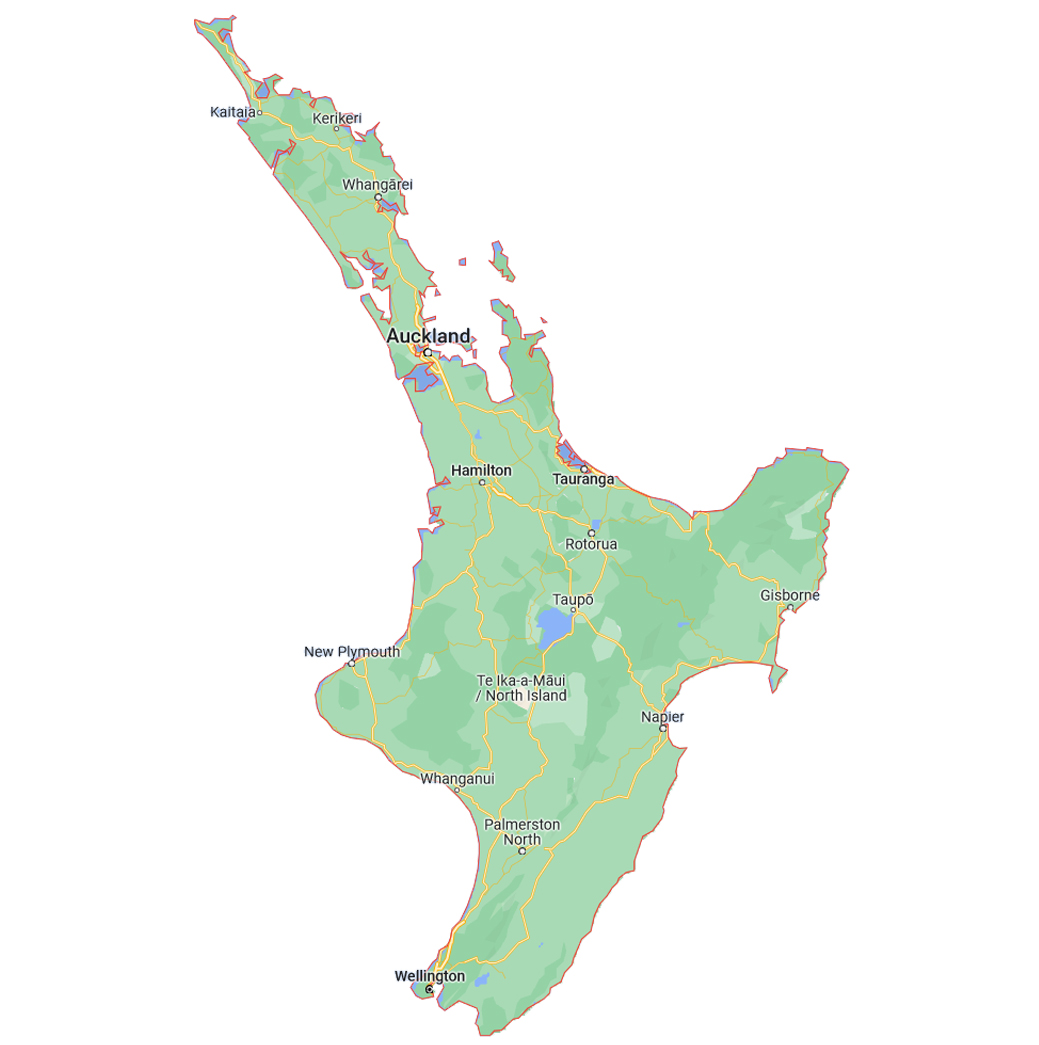 Kaitaia
Kerikeri
Whangārei
Auckland
Hamilton
Tauranga
Rotorua
Gisborne
Taupō
New Plymouth
Te Ika-a-Māui
/ North Island
Napier
Whanganui
Palmerston
North
Wellington